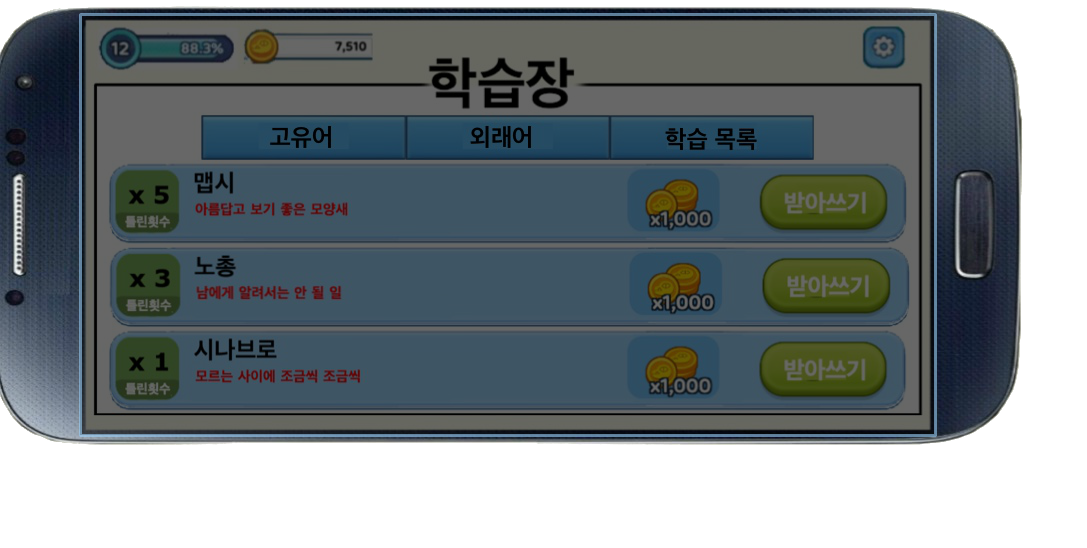 12 88.3% 7,510
학습장
고유어 외래어 학습 목록
x 5 틀린횟수
맵시
아름답고 보기 좋은 모양새
x1,000 받아쓰기
x 3 틀린횟수
노총
남에게 알려서는 안 될 일
x1,000 받아쓰기
x 1 틀린횟수
시나브로
모르는 사이에 조금씩 조금씩
x1,000 받아쓰기